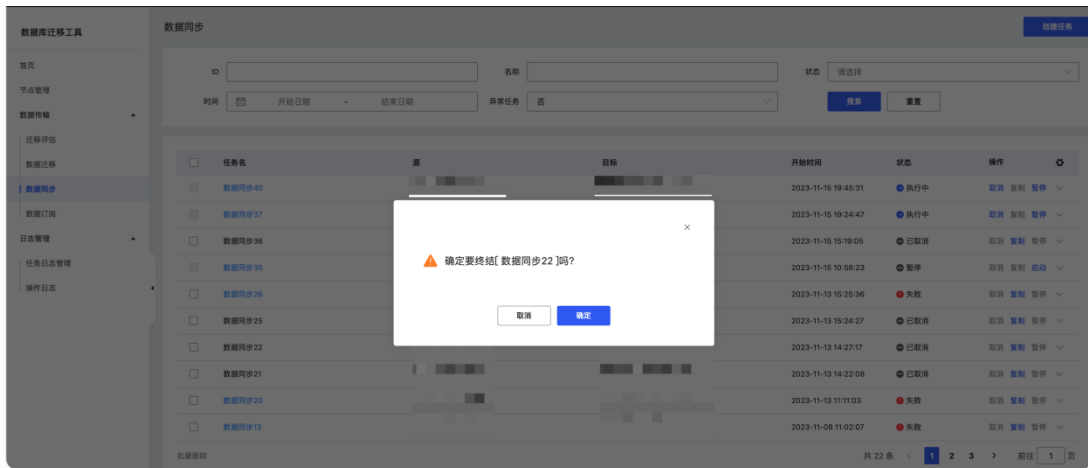 数据库迁移工具
首页
节点管理
数据传输
迁移评估
数据迁移
数据同步
数据订阅
日志管理
任务日志管理
操作日志
数据同步
创建任务
ID 名称 状态 请选择
时间 开始日期 - 结束日期 异常任务 否 搜索 重置
任务名 源 目标 开始时间 状态 操作
数据同步40 2023-11-15 19:45:31 执行中 取消 复制 暂停
数据同步37 2023-11-15 19:24:47 执行中 取消 复制 暂停
数据同步36 2023-11-15 15:19:05 已取消 取消 复制 暂停
数据同步35 2023-11-15 10:56:23 暂停 取消 复制 启动
数据同步26 2023-11-13 15:25:36 失败 取消 复制 暂停
数据同步25 2023-11-13 15:24:27 已取消 取消 复制 暂停
数据同步22 2023-11-13 14:27:17 已取消 取消 复制 暂停
数据同步21 2023-11-13 14:22:08 已取消 取消 复制 暂停
数据同步20 2023-11-13 11:11:03 失败 取消 复制 暂停
数据同步13 2023-11-08 11:02:07 失败 取消 复制 暂停
批量删除 共 22 条 1 2 3 前往 1 页
确定要终结[ 数据同步22 ]吗?
取消 确定